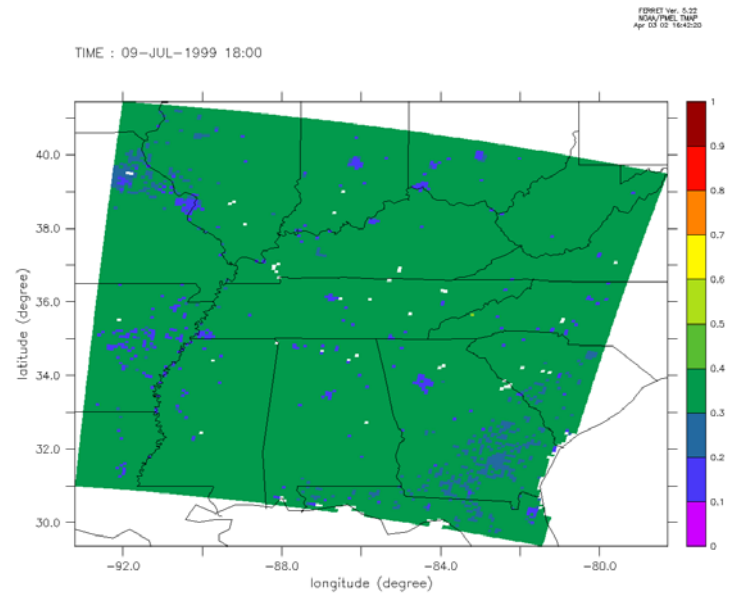 FERRET Ver. 5.22
NOAA/PMEL TMAP
Apr 03 02 16:42:20
TIME : 09-JUL-1999 18:00
1
0.9
0.8
0.7
0.6
0.5
0.4
0.3
0.2
0.1
0
40.0
38.0
36.0
34.0
32.0
30.0
latitude (degree)
-92.0 -88.0 -84.0 -80.0
longitude (degree)